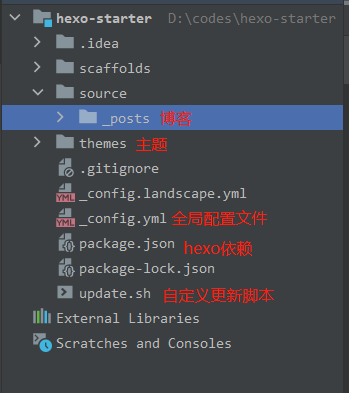 hexo-starter D:\codes\hexo-starter
.idea
scaffolds
source
_posts 博客
themes 主题
.gitignore
YML _config.landscape.yml
YML _config.yml 全局配置文件
package.json hexo依赖
package-lock.json
update.sh 自定义更新脚本
External Libraries
Scratches and Consoles